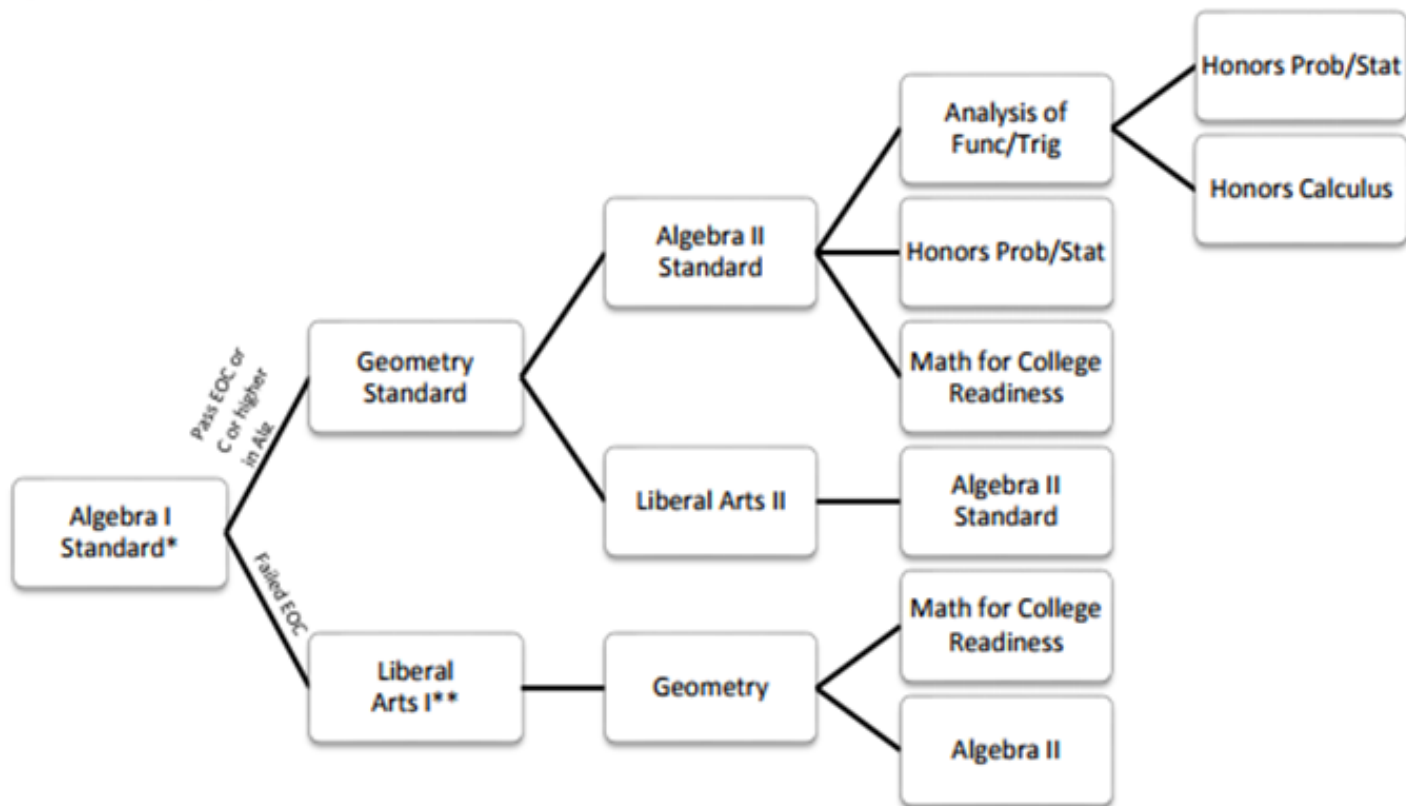 Honors Prob/Stat
Analysis of
Func/Trig
Honors Calculus
Algebra II
Standard
Honors Prob/Stat
Math for College
Readiness
Geometry
Standard
Pass EOC or
C or higher
in Alg
Liberal Arts II
Algebra II
Standard
Algebra I
Standard*
Failed EOC
Math for College
Readiness
Liberal
Arts I**
Geometry
Algebra II